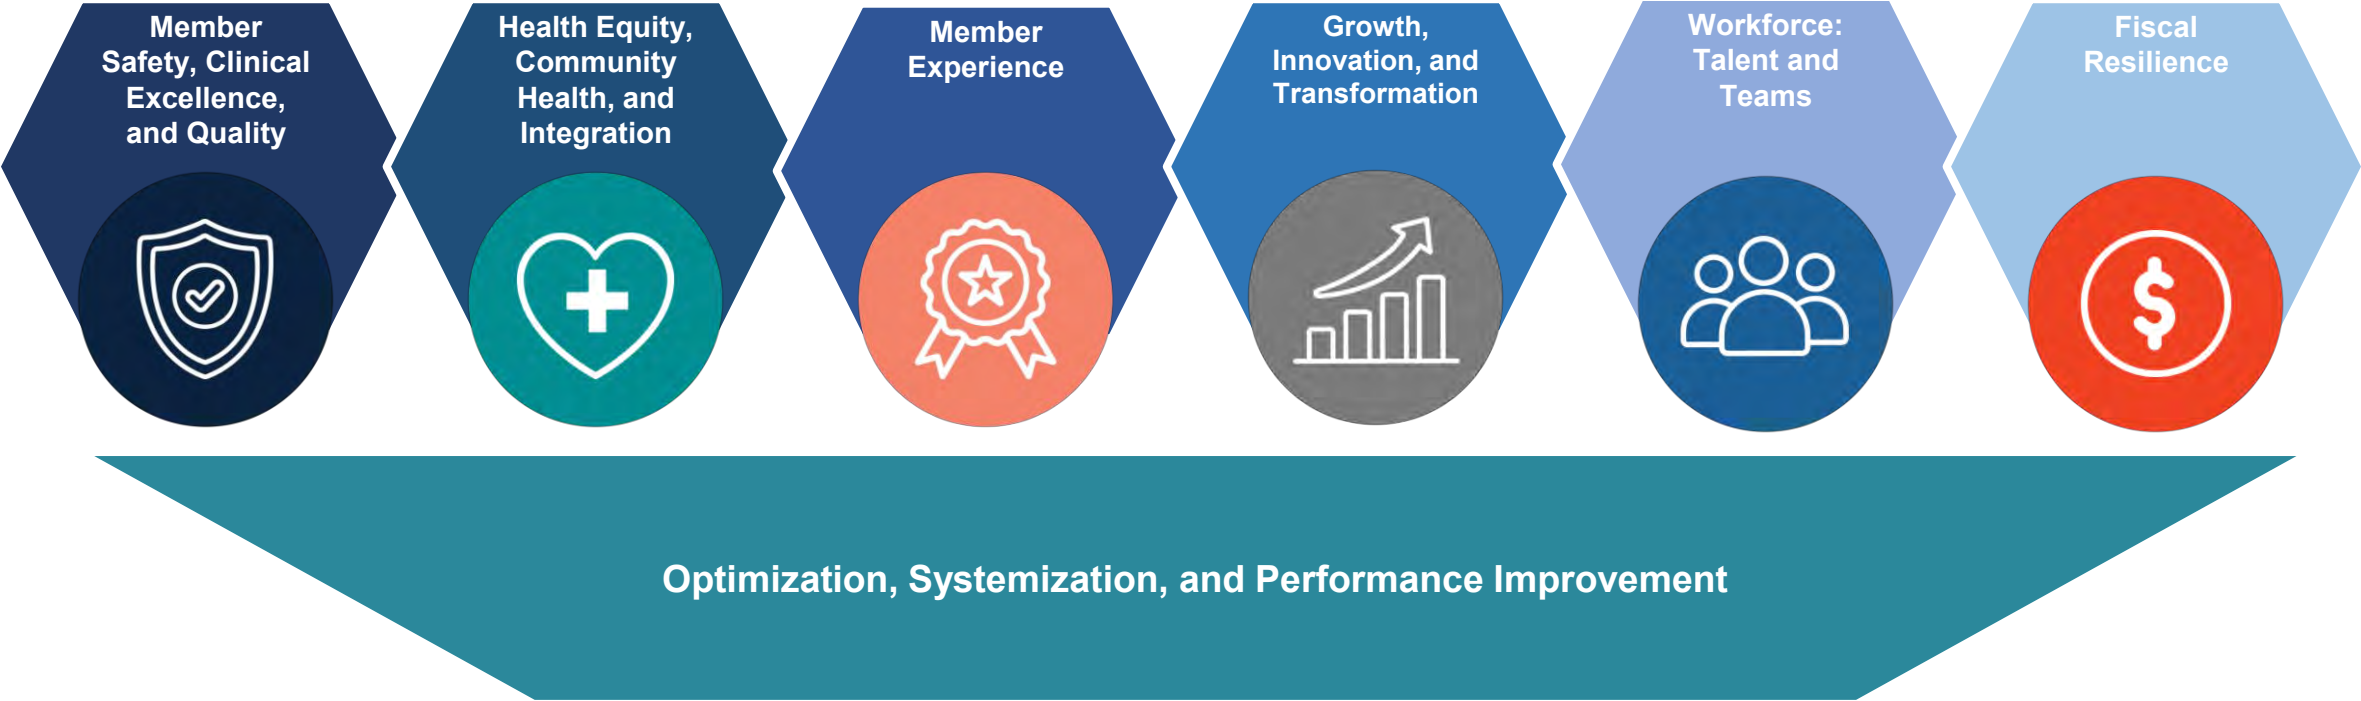 Member
Safety, Clinical
Excellence,
and Quality
Health Equity,
Community
Health, and
Integration
Member
Experience
Growth,
Innovation, and
Transformation
Workforce:
Talent and
Teams
Fiscal
Resilience
$
Optimization, Systemization, and Performance Improvement